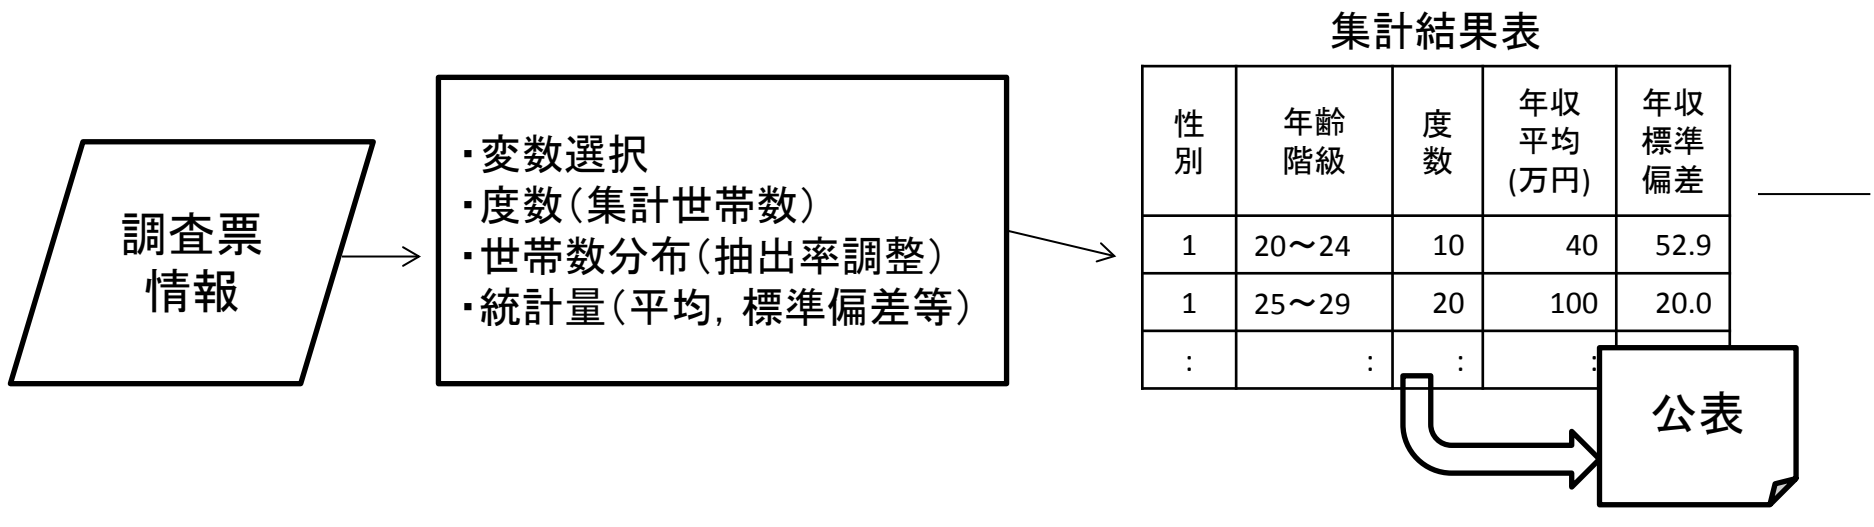 調査票
情報
・変数選択
・度数（集計世帯数）
・世帯数分布（抽出率調整）
・統計量（平均，標準偏差等）
集計結果表
性別 年齢階級 度数 年収平均(万円) 年収標準偏差
1 20～24 10 40 52.9
1 25～29 20 100 20.0
: : : :
公表